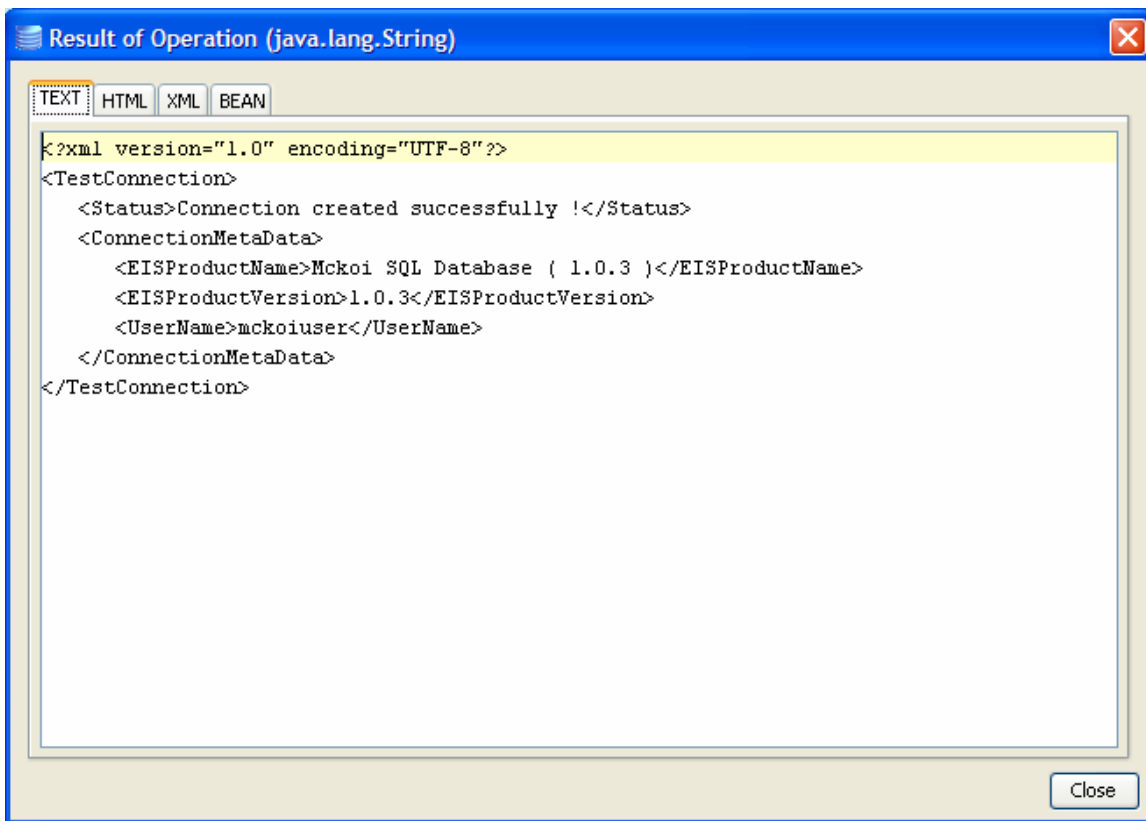 Result of Operation (java.lang.String)
TEXT HTML XML BEAN
<?xml version="1.0" encoding="UTF-8"?>
<TestConnection>
<Status>Connection created successfully !</Status>
<ConnectionMetaData>
<EISProductName>Mckoi SQL Database ( 1.0.3 )</EISProductName>
<EISProductVersion>1.0.3</EISProductVersion>
<UserName>mckoiuser</UserName>
</ConnectionMetaData>
</TestConnection>
Close